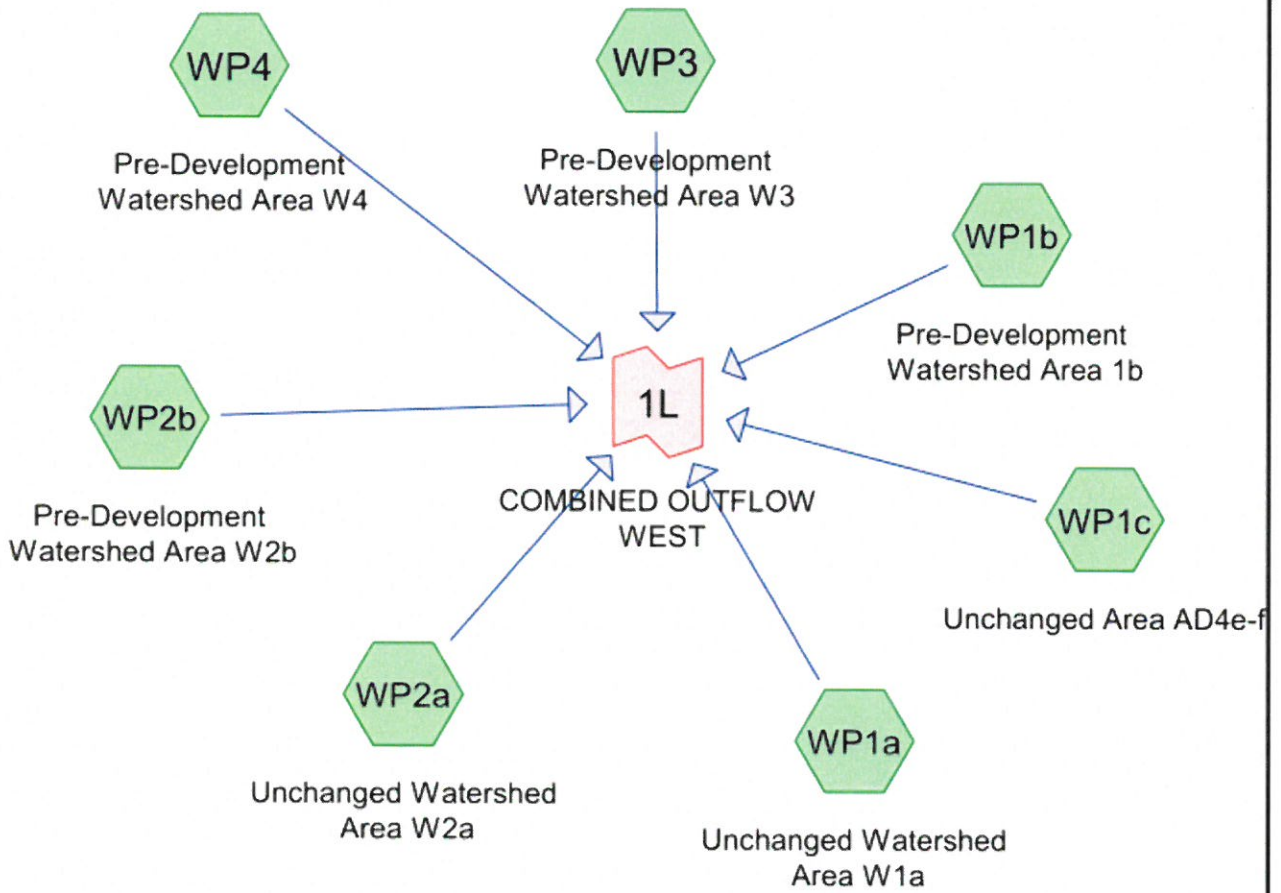 WP4
WP3
Pre-Development
Watershed Area W4
Pre-Development
Watershed Area W3
WP1b
Pre-Development
Watershed Area 1b
1L
WP2b
COMBINED OUTFLOW
WEST
WP1c
Pre-Development
Watershed Area W2b
Unchanged Area AD4e-f
WP2a
WP1a
Unchanged Watershed
Area W2a
Unchanged Watershed
Area W1a